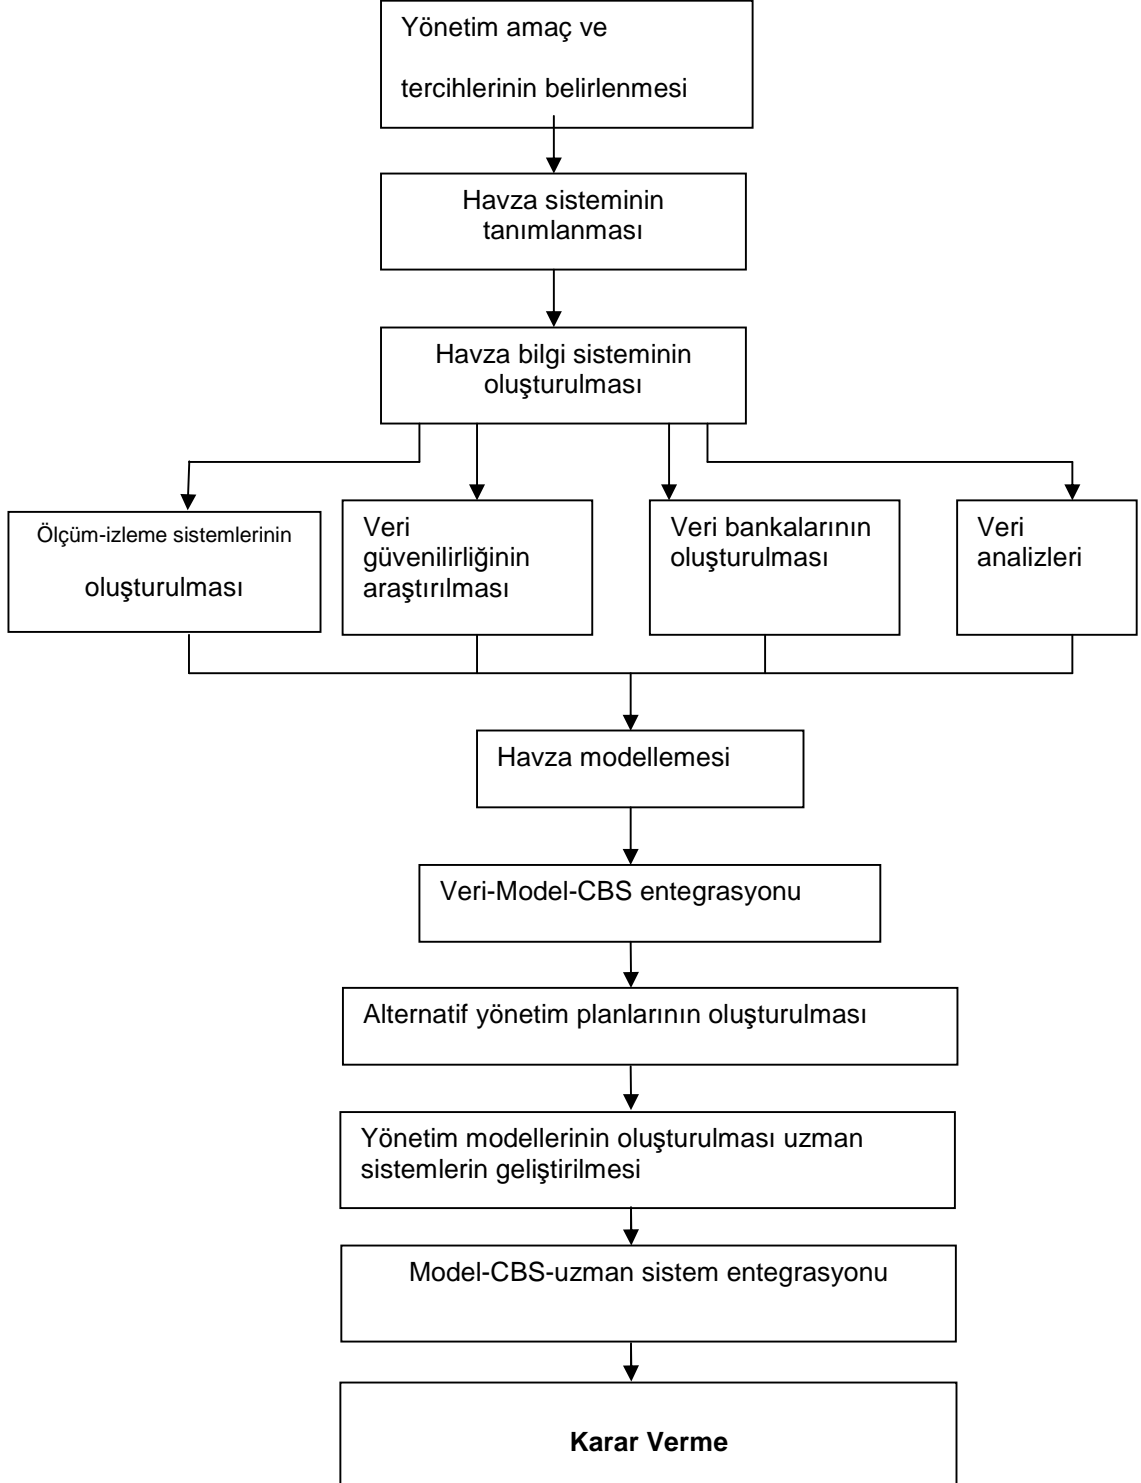 Yönetim amaç ve
tercihlerinin belirlenmesi
Havza sisteminin
tanımlanması
Havza bilgi sisteminin
oluşturulması
Ölçüm-izleme sistemlerinin
oluşturulması
Veri
güvenilirliğinin
araştırılması
Veri bankalarının
oluşturulması
Veri
analizleri
Havza modellemesi
Veri-Model-CBS entegrasyonu
Alternatif yönetim planlarının oluşturulması
Yönetim modellerinin oluşturulması uzman
sistemlerin geliştirilmesi
Model-CBS-uzman sistem entegrasyonu
Karar Verme